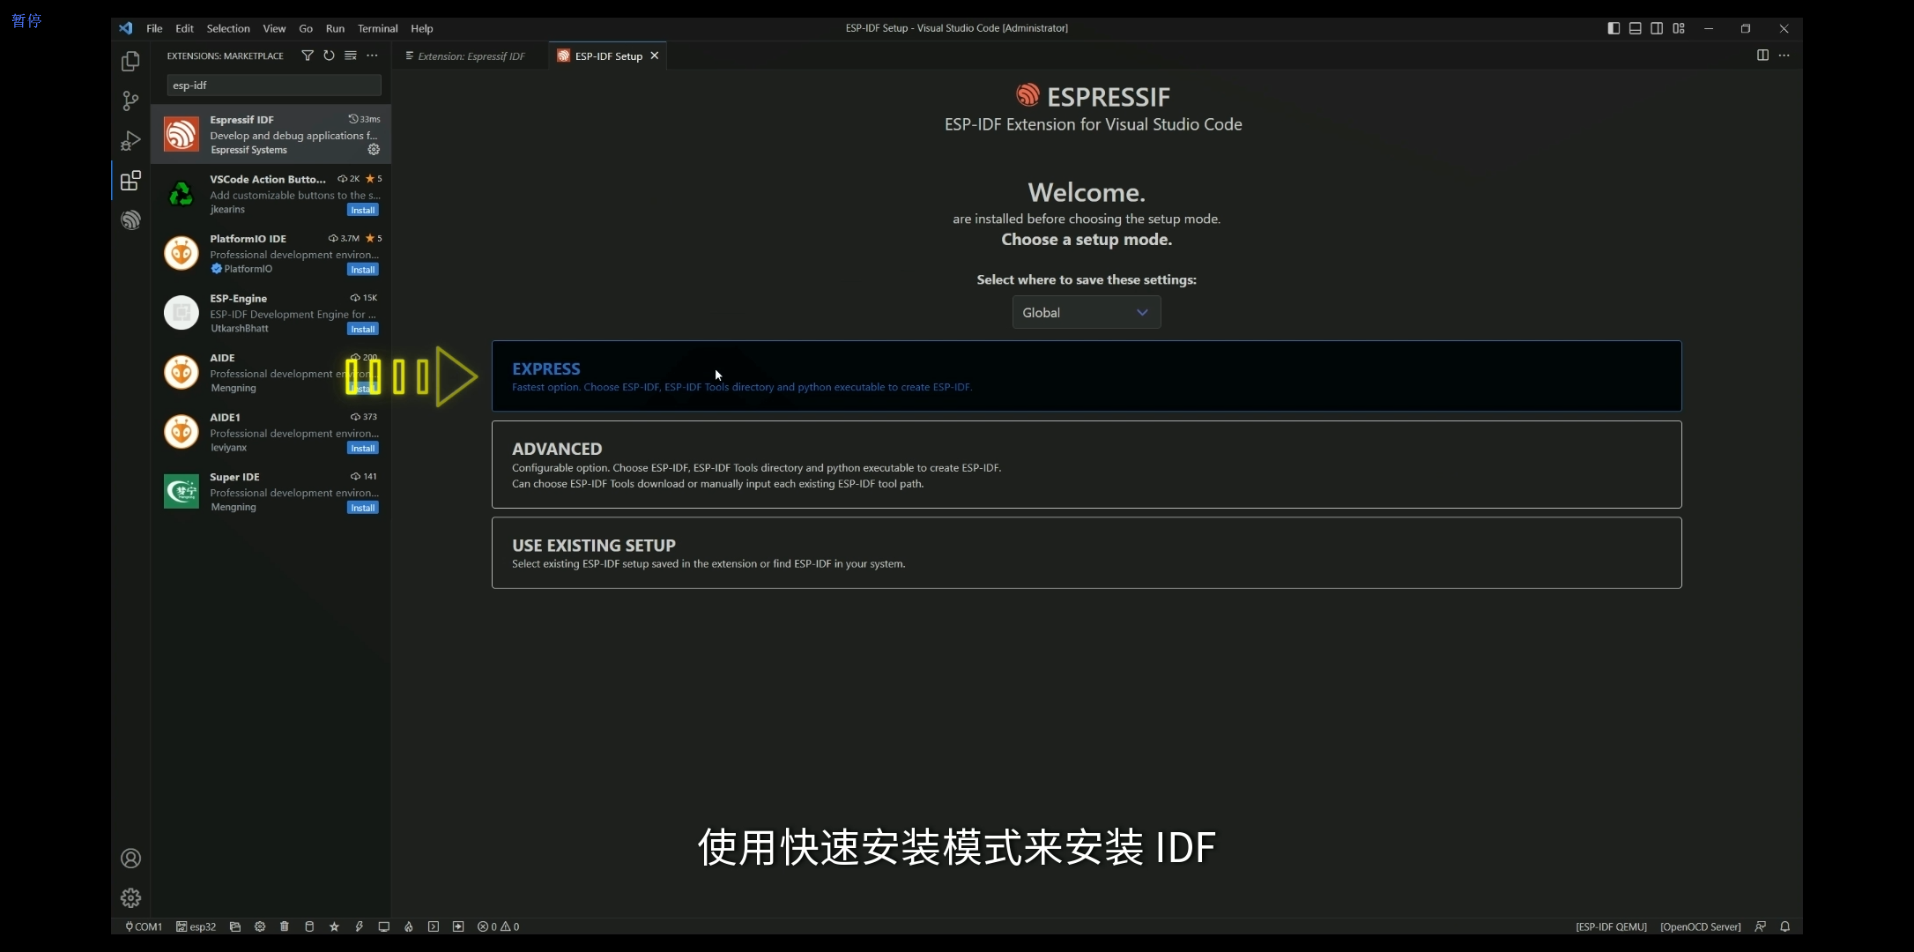 暂停
File Edit Selection View Go Run Terminal Help
ESP-IDF Setup - Visual Studio Code [Administrator]
EXTENSIONS: MARKETPLACE
Extension: Espressif IDF
ESP-IDF Setup
esp-idf
Espressif IDF 33ms
Develop and debug applications f...
Espressif Systems
VSCode Action Butto... 2K 5
Add customizable buttons to the s...
jkearins Install
PlatformIO IDE 3.7M 5
Professional development environ...
PlatformIO Install
ESP-Engine 15K
ESP-IDF Development Engine for ...
UtkarshBhatt Install
AIDE 200
Professional development environ...
Mengning
AIDE1 373
Professional development environ...
leviyanx Install
Super IDE 141
Professional development environ...
Mengning Install
ESPRESSIF
ESP-IDF Extension for Visual Studio Code
Welcome.
are installed before choosing the setup mode.
Choose a setup mode.
Select where to save these settings:
Global
EXPRESS
Fastest option. Choose ESP-IDF, ESP-IDF Tools directory and python executable to create ESP-IDF.
ADVANCED
Configurable option. Choose ESP-IDF, ESP-IDF Tools directory and python executable to create ESP-IDF.
Can choose ESP-IDF Tools download or manually input each existing ESP-IDF tool path.
USE EXISTING SETUP
Select existing ESP-IDF setup saved in the extension or find ESP-IDF in your system.
使用快速安装模式来安装 IDF
COM1 esp32 0 0 [ESP-IDF QEMU] [OpenOCD Server]